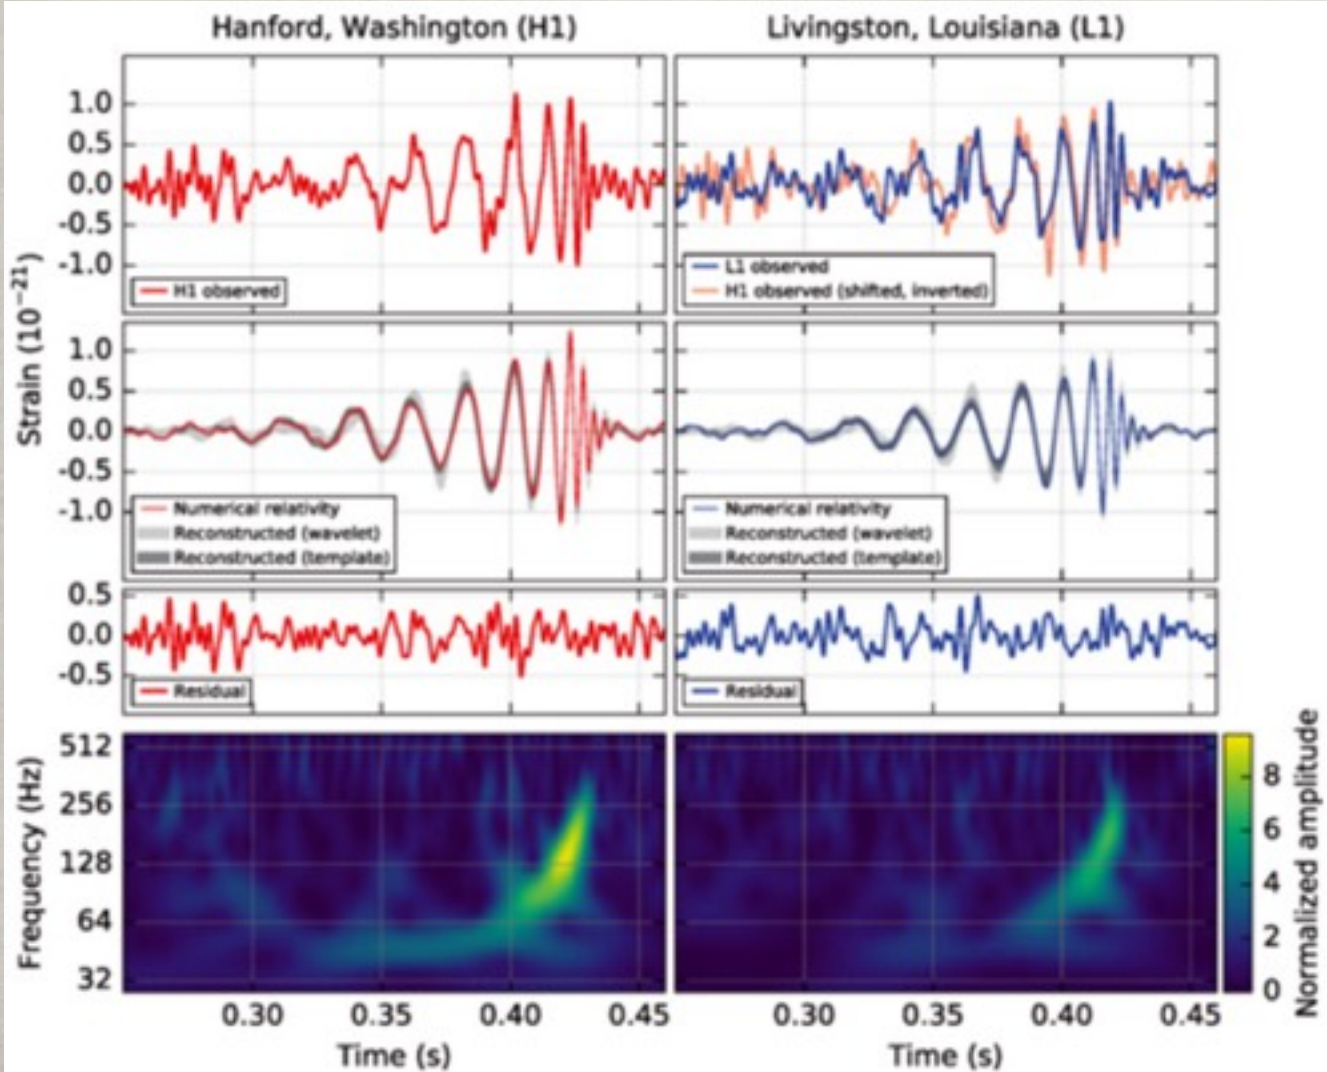 Hanford, Washington (H1)
Livingston, Louisiana (L1)
1.0
0.5
0.0
-0.5
-1.0
H1 observed
L1 observed
H1 observed (shifted, inverted)
Strain (10⁻²¹)
1.0
0.5
0.0
-0.5
-1.0
Numerical relativity
Reconstructed (wavelet)
Reconstructed (template)
Numerical relativity
Reconstructed (wavelet)
Reconstructed (template)
0.5
0.0
-0.5
Residual
Residual
Frequency (Hz)
512
256
128
64
32
Normalized amplitude
8
6
4
2
0
0.30 0.35 0.40 0.45
0.30 0.35 0.40 0.45
Time (s)
Time (s)